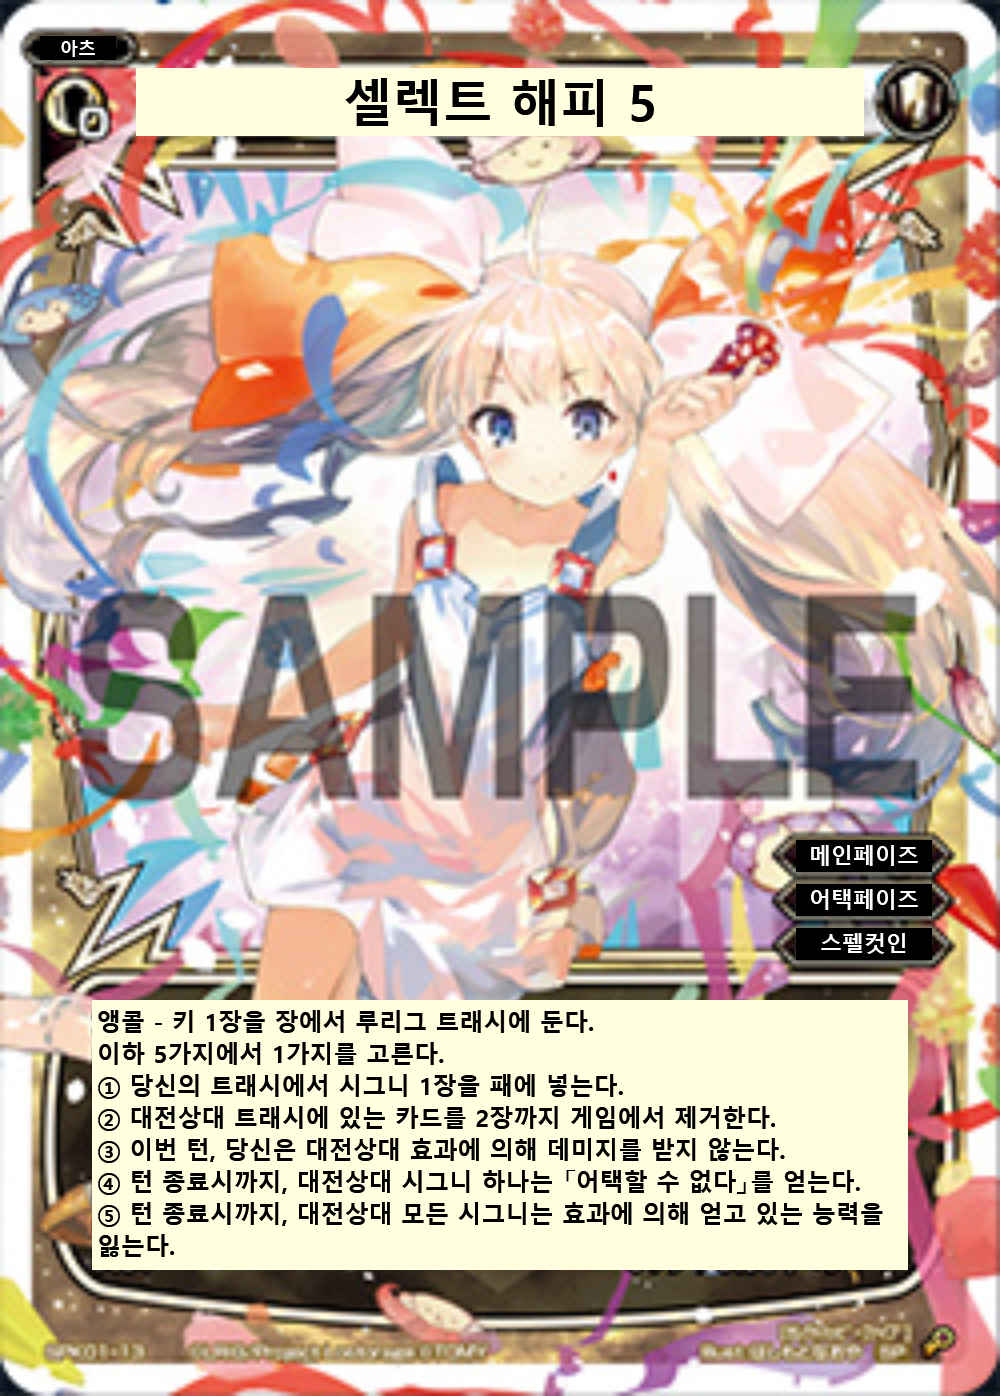 아츠
0
셀렉트 해피 5
SAMPLE
메인페이즈
어택페이즈
스펠컷인
앵콜 - 키 1장을 장에서 루리그 트래시에 둔다.
이하 5가지에서 1가지를 고른다.
① 당신의 트래시에서 시그니 1장을 패에 넣는다.
② 대전상대 트래시에 있는 카드를 2장까지 게임에서 제거한다.
③ 이번 턴, 당신은 대전상대 효과에 의해 데미지를 받지 않는다.
④ 턴 종료시까지, 대전상대 시그니 하나는 「어택할 수 없다」를 얻는다.
⑤ 턴 종료시까지, 대전상대 모든 시그니는 효과에 의해 얻고 있는 능력을
잃는다.